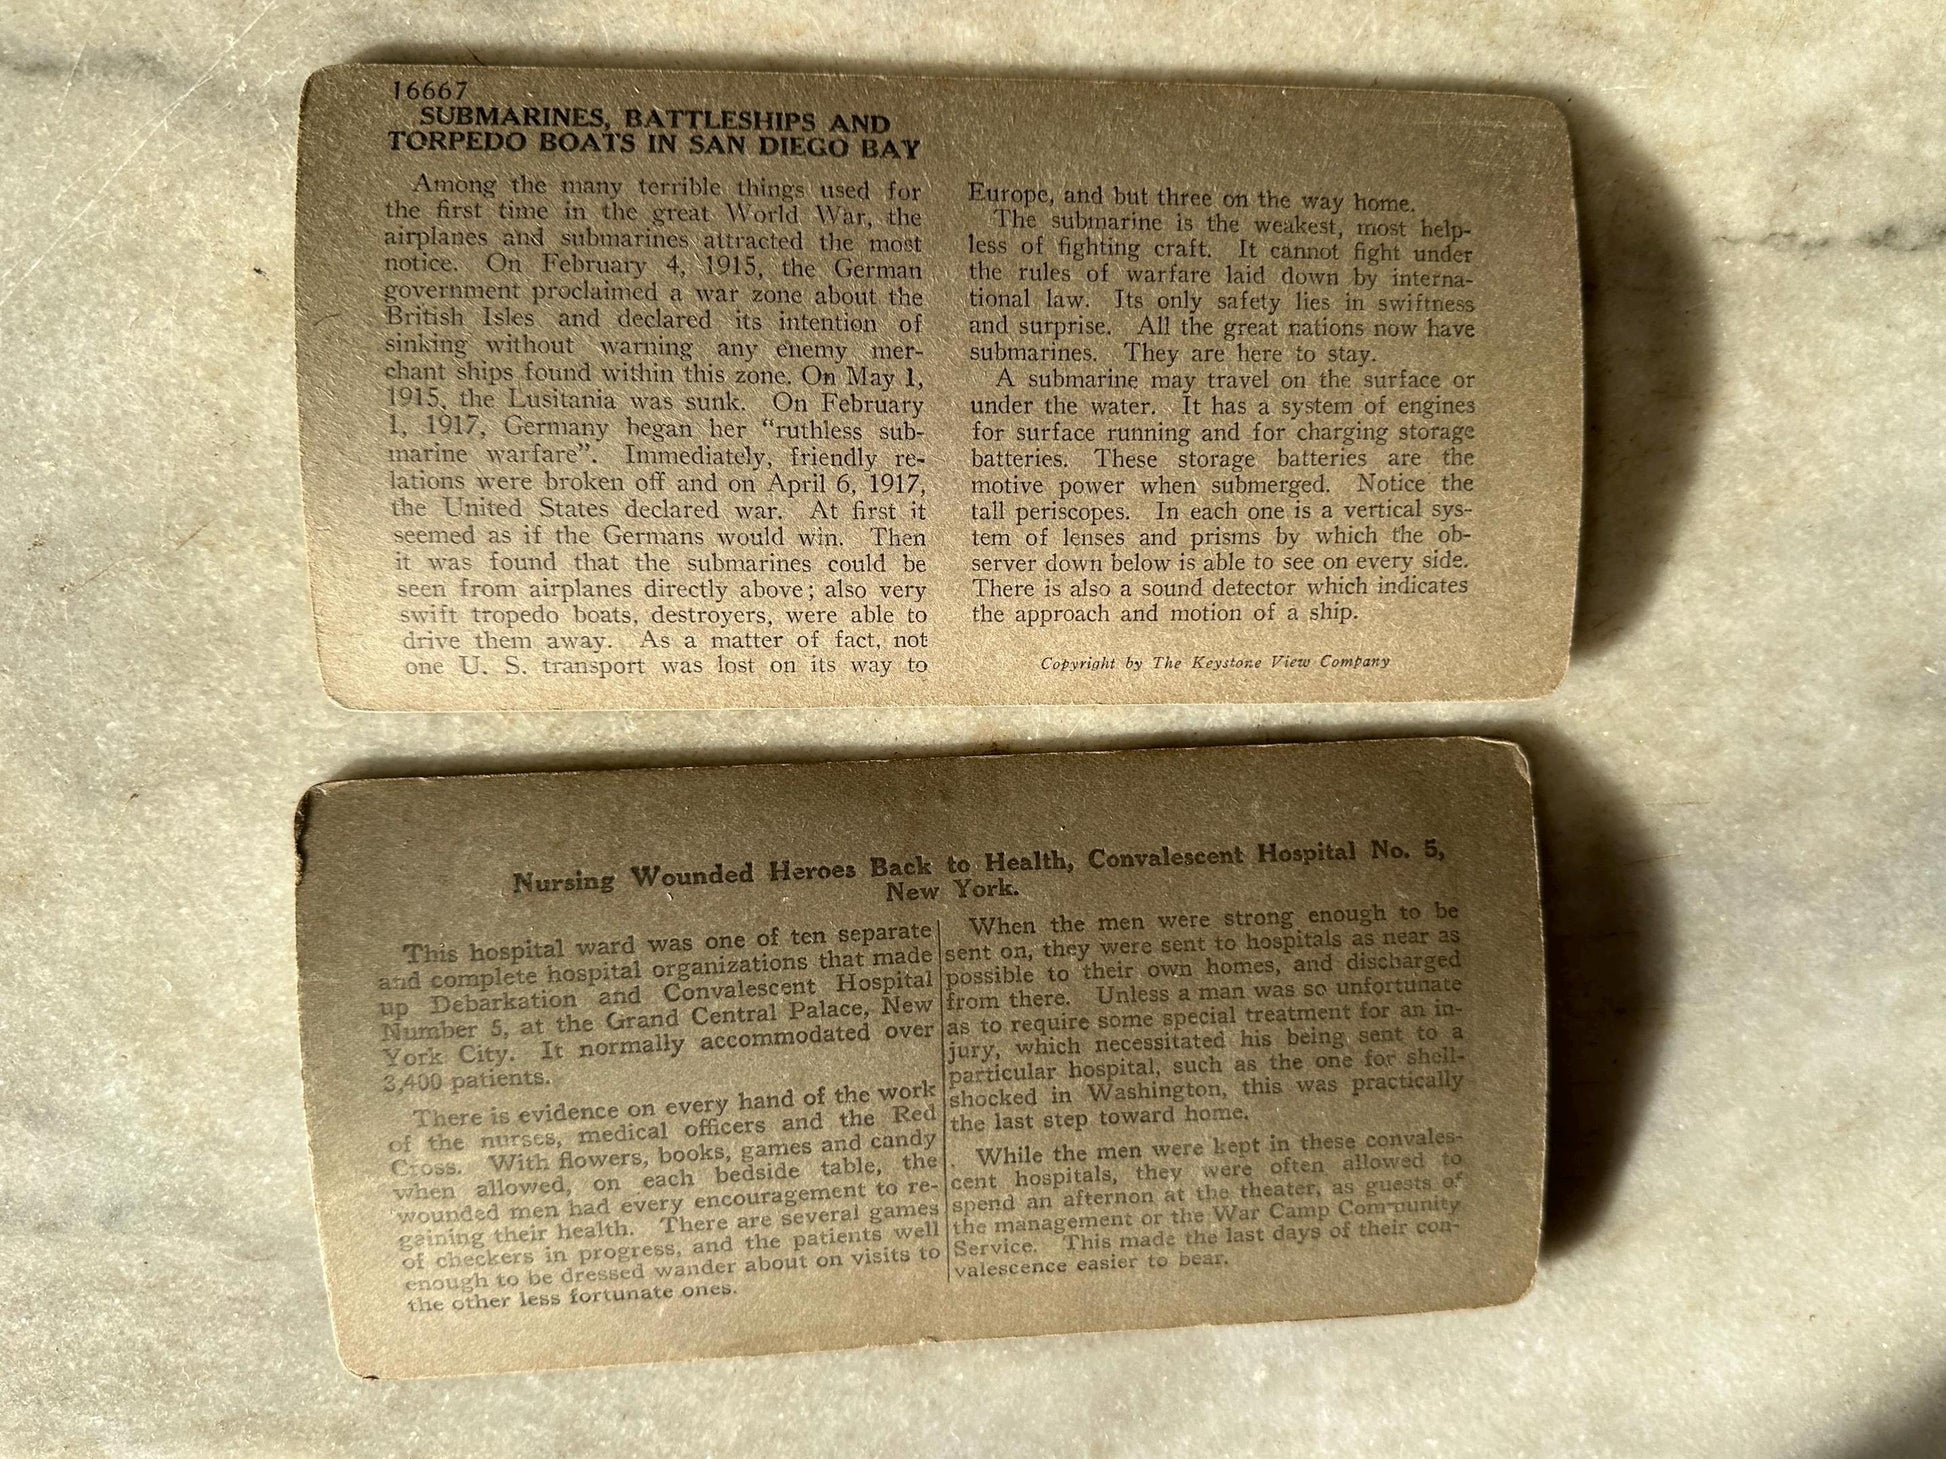 16667
SUBMARINES, BATTLESHIPS AND
TORPEDO BOATS IN SAN DIEGO BAY
Among the many terrible things used for
the first time in the great World War, the
airplanes and submarines attracted the most
notice. On February 4, 1915, the German
government proclaimed a war zone about the
British Isles and declared its intention of
sinking without warning any enemy mer-
chant ships found within this zone. On May 1,
1915, the Lusitania was sunk. On February
1, 1917, Germany began her "ruthless sub-
marine warfare". Immediately, friendly re-
lations were broken off and on April 6, 1917,
the United States declared war. At first it
seemed as if the Germans would win. Then
it was found that the submarines could be
seen from airplanes directly above; also very
swift tropedo boats, destroyers, were able to
drive them away. As a matter of fact, not
one U. S. transport was lost on its way to
Europe, and but three on the way home.
The submarine is the weakest, most help-
less of fighting craft. It cannot fight under
the rules of warfare laid down by interna-
tional law. Its only safety lies in swiftness
and surprise. All the great nations now have
submarines. They are here to stay.
A submarine may travel on the surface or
under the water. It has a system of engines
for surface running and for charging storage
batteries. These storage batteries are the
motive power when submerged. Notice the
tall periscopes. In each one is a vertical sys-
tem of lenses and prisms by which the ob-
server down below is able to see on every side.
There is also a sound detector which indicates
the approach and motion of a ship.
Copyright by The Keystone View Company
Nursing Wounded Heroes Back to Health, Convalescent Hospital No. 5,
New York.
This hospital ward was one of ten separate
and complete hospital organizations that made
up Debarkation and Convalescent Hospital
Number 5, at the Grand Central Palace, New
York City. It normally accommodated over
3,400 patients.
There is evidence on every hand of the work
of the nurses, medical officers and the Red
Cross. With flowers, books, games and candy
when allowed, on each bedside table, the
wounded men had every encouragement to re-
gaining their health. There are several games
of checkers in progress, and the patients well
enough to be dressed wander about on visits to
the other less fortunate ones.
When the men were strong enough to be
sent on, they were sent to hospitals as near as
possible to their own homes, and discharged
from there. Unless a man was so unfortunate
as to require some special treatment for an in-
jury, which necessitated his being sent to a
particular hospital, such as the one for shell-
shocked in Washington, this was practically
the last step toward home.
While the men were kept in these convales-
cent hospitals, they were often allowed to
spend an afternoon at the theater, as guests of
the management or the War Camp Community
Service. This made the last days of their con-
valescence easier to bear.